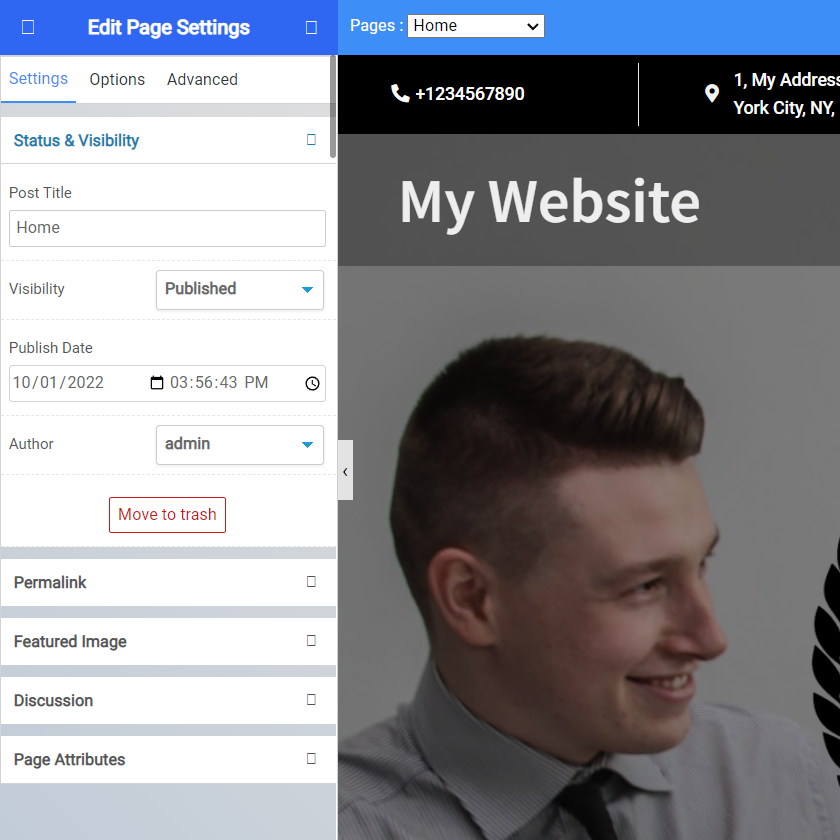 Edit Page Settings
Pages : Home
Settings Options Advanced
+1234567890
1, My Address
York City, NY,
Status & Visibility
My Website
Post Title
Home
Visibility Published
Publish Date
10/01/2022 03:56:43 PM
Author admin
Move to trash
Permalink
Featured Image
Discussion
Page Attributes